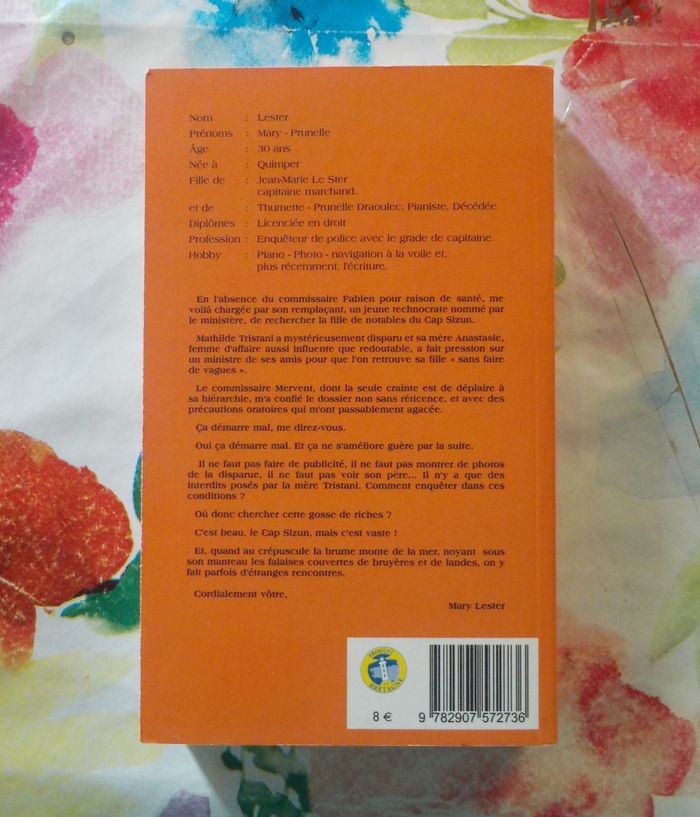 Nom : Lester
Prénoms : Mary - Prunelle
Âge : 30 ans
Née à : Quimper
Fille de : Jean-Marie Le Ster
capitaine marchand.
et de : Thumette - Prunelle Draoulec, Pianiste, Décédée
Diplômes : Licenciée en droit
Profession : Enquêteur de police avec le grade de capitaine.
Hobby : Piano - Photo - navigation à la voile et,
plus récemment, l'écriture.
En l'absence du commissaire Fabien pour raison de santé, me
voilà chargée par son remplaçant, un jeune technocrate nommé par
le ministère, de rechercher la fille de notables du Cap Sizun.
Mathilde Tristani a mystérieusement disparu et sa mère Anastasie,
femme d'affaire aussi influente que redoutable, a fait pression sur
un ministre de ses amis pour que l'on retrouve sa fille « sans faire
de vagues ».
Le commissaire Mervent, dont la seule crainte est de déplaire à
sa hiérarchie, m'a confié le dossier non sans réticence, et avec des
précautions oratoires qui m'ont passablement agacée.
Ça démarre mal, me direz-vous.
Oui ça démarre mal. Et ça ne s'améliore guère par la suite.
Il ne faut pas faire de publicité, il ne faut pas montrer de photos
de la disparue, il ne faut pas voir son père... Il n'y a que des
interdits posés par la mère Tristani. Comment enquêter dans ces
conditions ?
Où donc chercher cette gosse de riches ?
C'est beau, le Cap Sizun, mais c'est vaste !
Et, quand au crépuscule la brume monte de la mer, noyant sous
son manteau les falaises couvertes de bruyères et de landes, on y
fait parfois d'étranges rencontres.
Cordialement vôtre,
Mary Lester
PRODUIT
EN
BRETAGNE
8 €
9 782907 572736